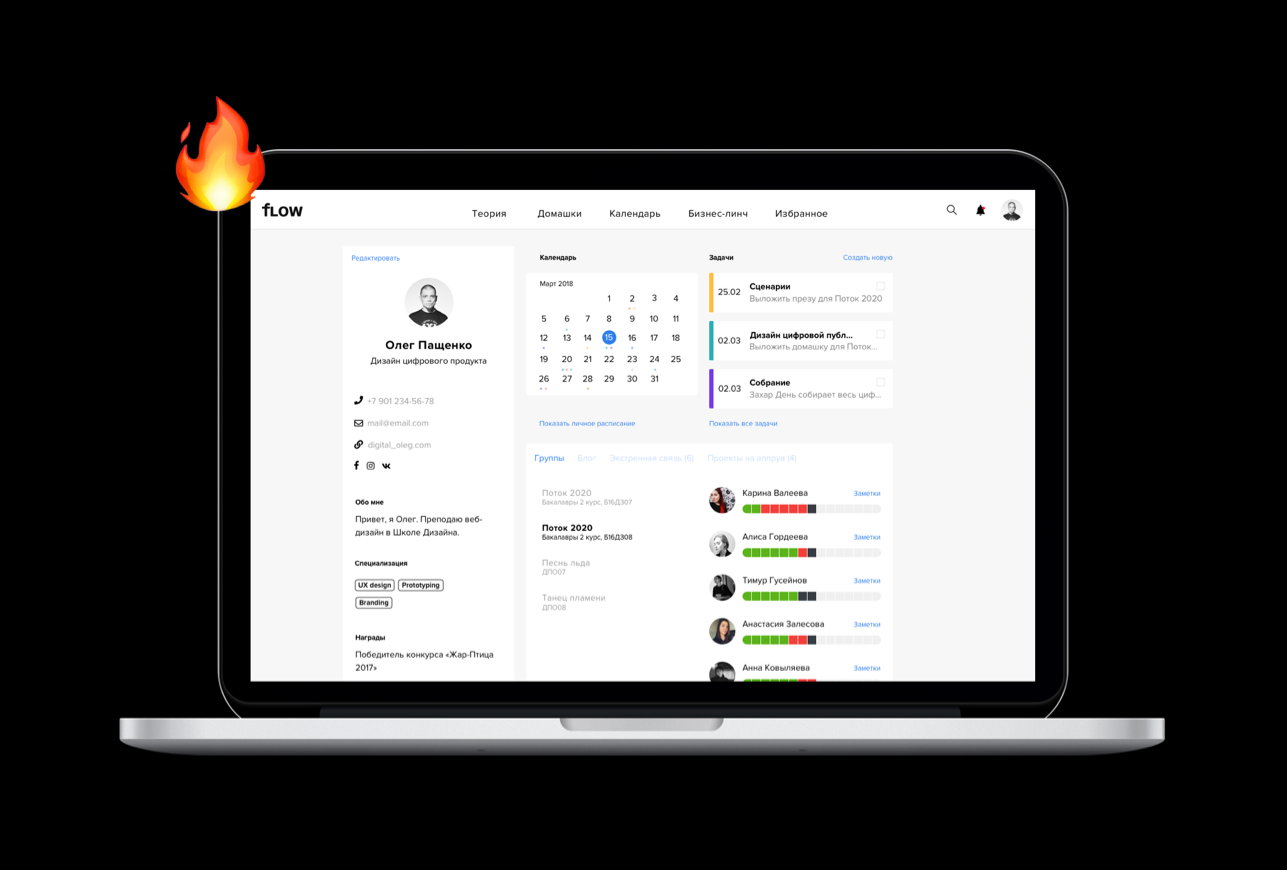 fLOW
Теория Домашки Календарь Бизнес-линч Избранное
Редактировать
Олег Пащенко
Дизайн цифрового продукта
+7 901 234-56-78
mail@email.com
digital_oleg.com
Обо мне
Привет, я Олег. Преподаю веб-
дизайн в Школе Дизайна.
Специализация
UX design Prototyping
Branding
Награды
Победитель конкурса «Жар-Птица
2017»
Календарь
Март 2018
1 2 3 4
5 6 7 8 9 10 11
12 13 14 15 16 17 18
19 20 21 22 23 24 25
26 27 28 29 30 31
Показать личное расписание
Задачи Создать новую
25.02 Сценарии
Выложить презу для Поток 2020
02.03 Дизайн цифровой публ...
Выложить домашку для Поток...
02.03 Собрание
Захар День собирает весь циф...
Показать все задачи
Группы Блог Экстренная связь (6) Проекты на аппрув (4)
Поток 2020
Бакалавры 2 курс, Б16Д307
Поток 2020
Бакалавры 2 курс, Б16Д308
Песнь льда
ДПО07
Танец пламени
ДПО08
Карина Валеева Заметки
Алиса Гордеева Заметки
Тимур Гусейнов Заметки
Анастасия Залесова Заметки
Анна Ковыляева Заметки